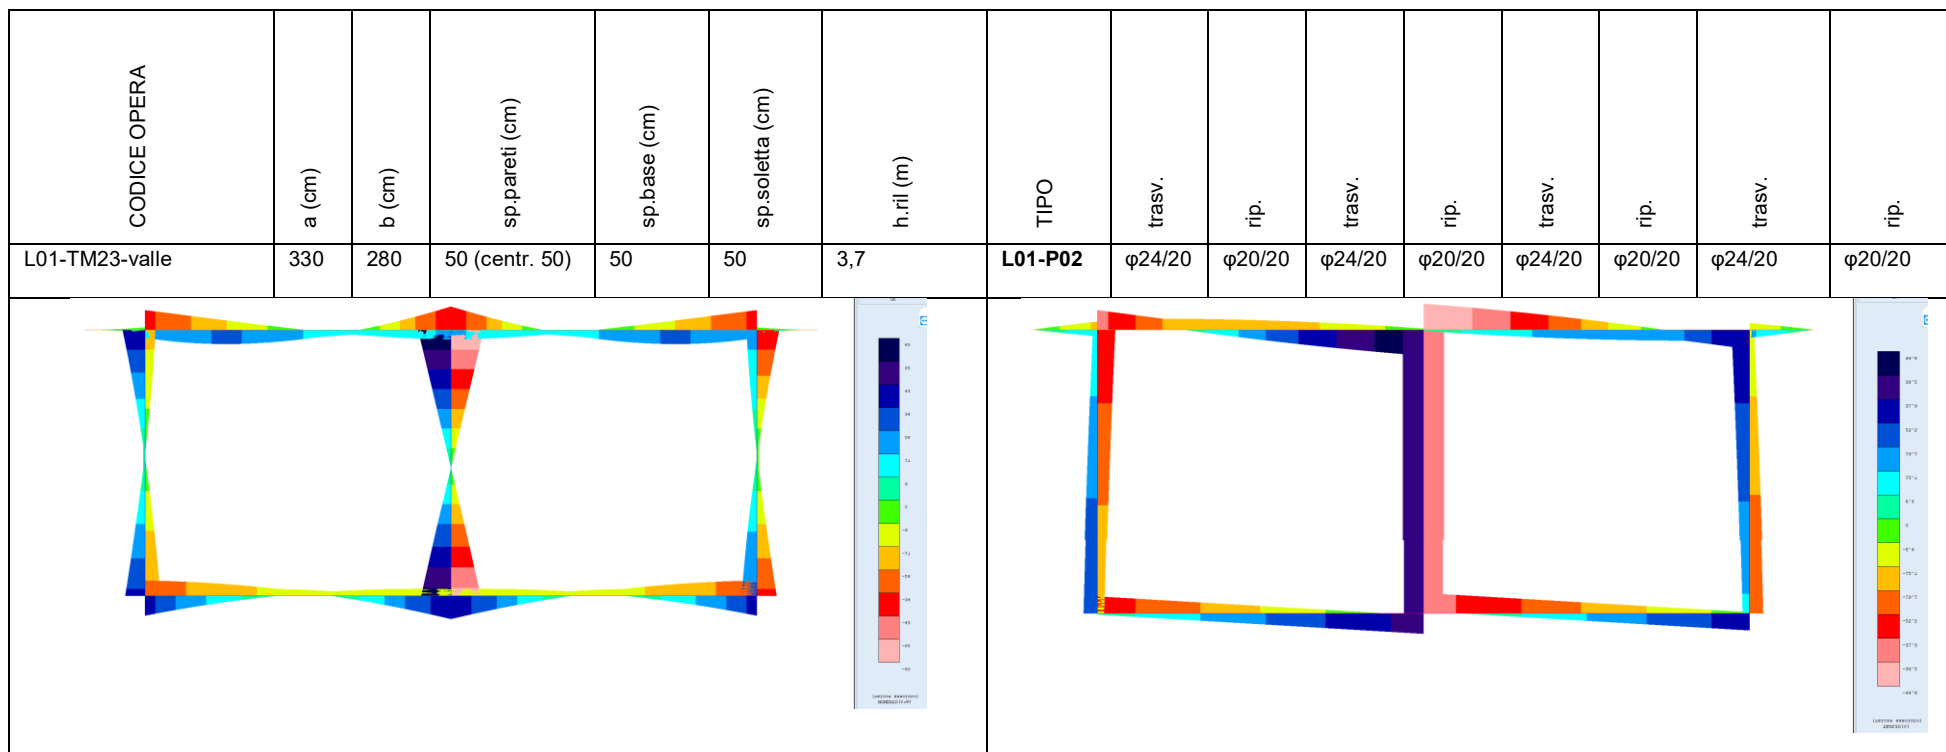 CODICE OPERA
a (cm)
b (cm)
sp.pareti (cm)
sp.base (cm)
sp.soletta (cm)
h.ril (m)
TIPO
trasv.
rip.
trasv.
rip.
trasv.
rip.
trasv.
rip.
L01-TM23-valle 330 280 50 (centr. 50) 50 50 3,7 L01-P02 φ24/20 φ20/20 φ24/20 φ20/20 φ24/20 φ20/20 φ24/20 φ20/20